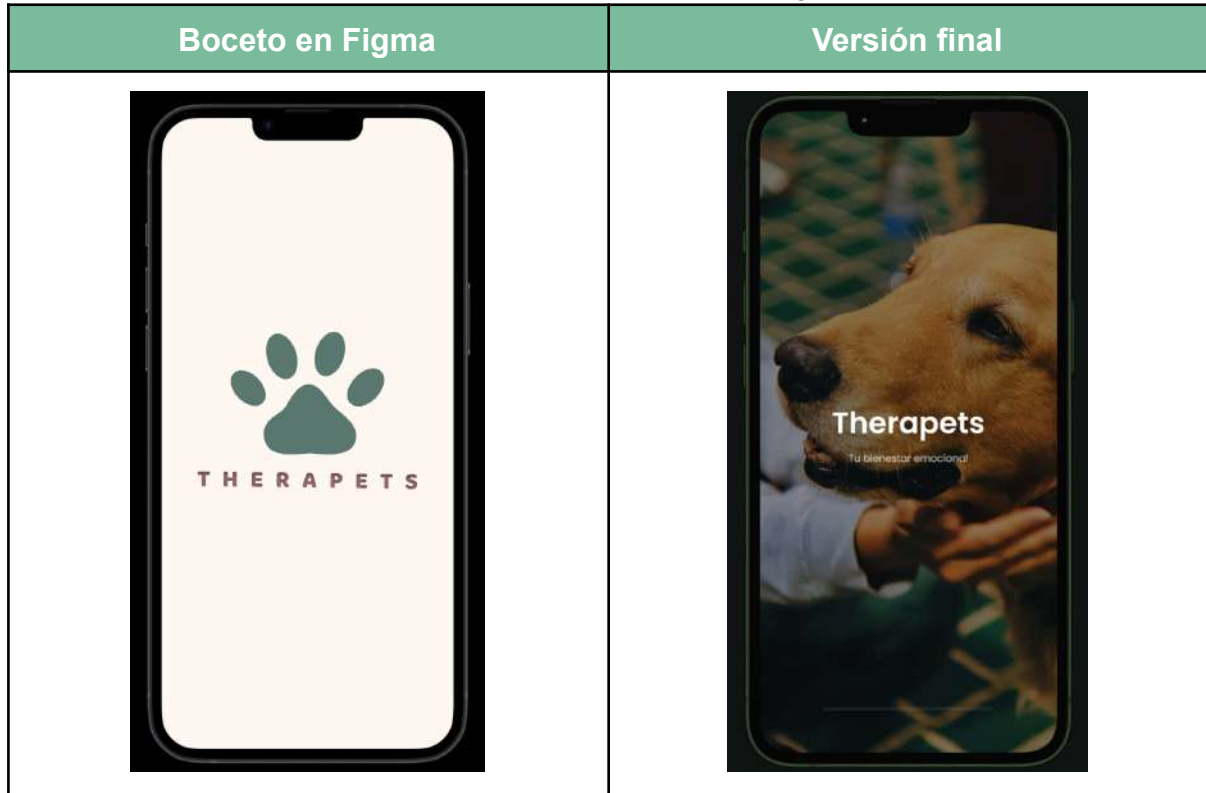 Boceto en Figma
Versión final
THERAPETS
Therapets
Tu bienestar emocional